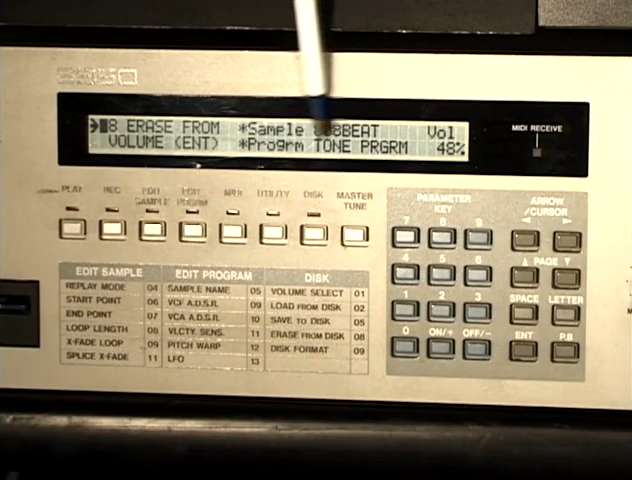 8 ERASE FROM *Sample 808BEAT Vol
VOLUME (ENT) *Progrm TONE PRGRM 48%
MIDI RECEIVE
PLAY
REC
EDIT SAMPLE
EDIT PROGRM
MIDI
UTILITY
DISK
MASTER TUNE
PARAMETER KEY
ARROW /CURSOR
7 8 9
4 5 6
▲ PAGE ▼
1 2 3
SPACE LETTER
0 ON/+ OFF/−
ENT P.B
EDIT SAMPLE
REPLAY MODE 04
START POINT 06
END POINT 07
LOOP LENGTH 08
X-FADE LOOP 09
SPLICE X-FADE 11
EDIT PROGRAM
SAMPLE NAME 05
VCF A.D.S.R. 09
VCA A.D.S.R. 10
VLCTY. SENS. 11
PITCH WARP 12
LFO 13
DISK
VOLUME SELECT 01
LOAD FROM DISK 02
SAVE TO DISK 05
ERASE FROM DISK 08
DISK FORMAT 09